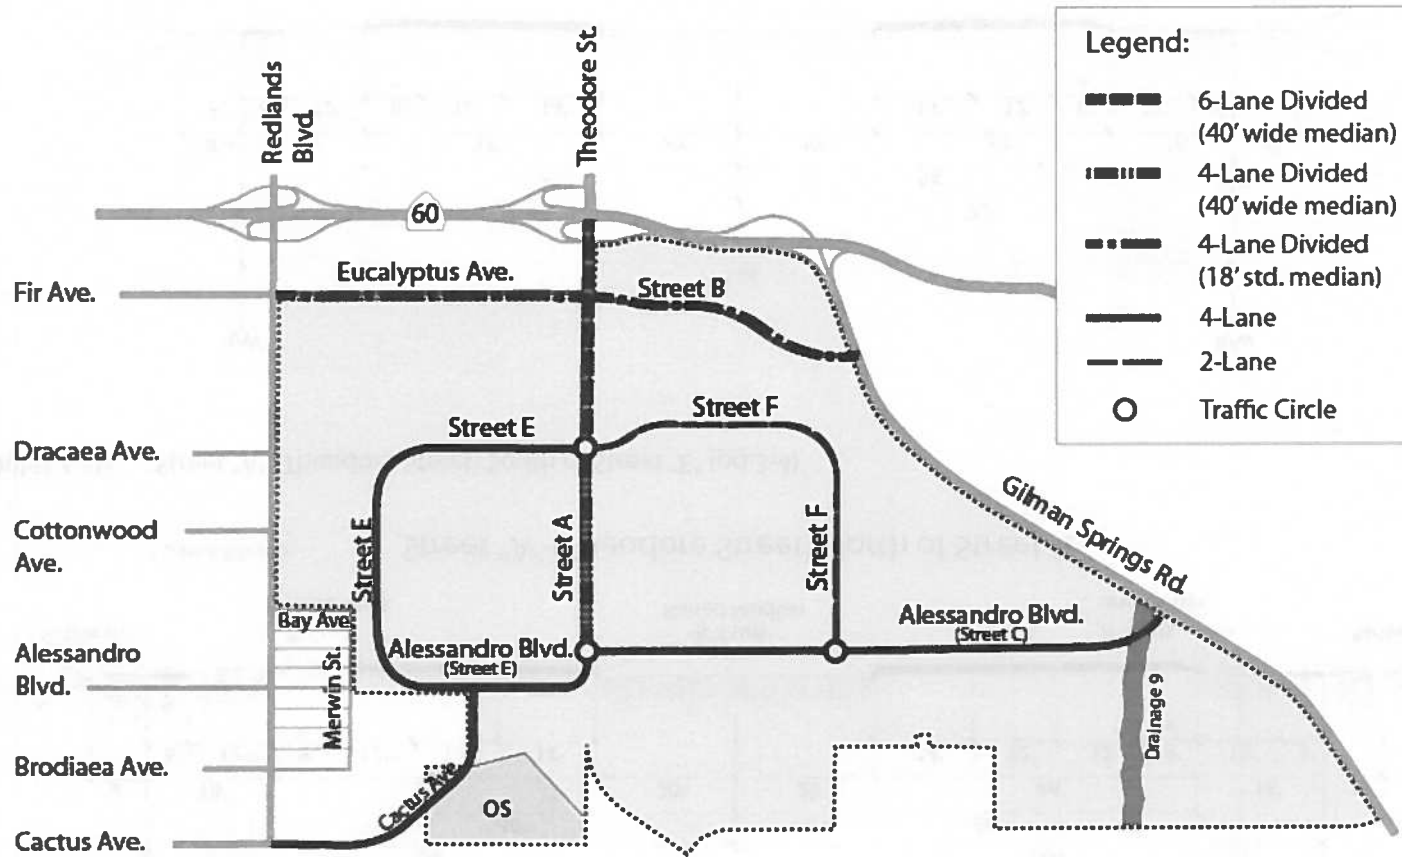 Redlands
Blvd.
Theodore St.
Legend:
6-Lane Divided
(40' wide median)
4-Lane Divided
(40' wide median)
4-Lane Divided
(18' std. median)
4-Lane
2-Lane
Traffic Circle
60
Fir Ave.
Eucalyptus Ave.
Street B
Dracaea Ave.
Street E
Street F
Cottonwood
Ave.
Street E
Street A
Street F
Gilman Springs Rd.
Bay Ave
Alessandro
Blvd.
Merwin St.
Alessandro Blvd.
(Street E)
Alessandro Blvd.
(Street C)
Drainage 9
Brodiaea Ave.
Cactus Ave.
OS
Cactus Ave.